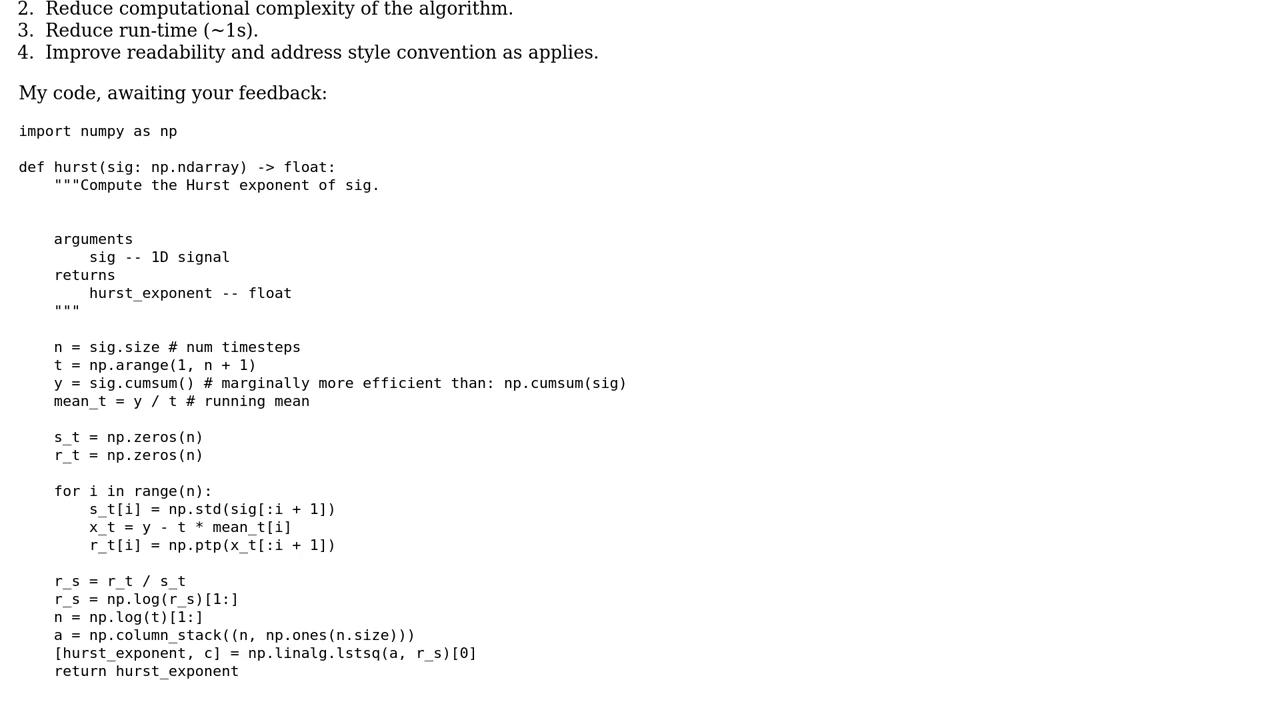 2. Reduce computational complexity of the algorithm.
3. Reduce run-time (~1s).
4. Improve readability and address style convention as applies.
My code, awaiting your feedback:
import numpy as np
def hurst(sig: np.ndarray) -> float:
    """Compute the Hurst exponent of sig.
    arguments
        sig -- 1D signal
    returns
        hurst_exponent -- float
    """
    n = sig.size # num timesteps
    t = np.arange(1, n + 1)
    y = sig.cumsum() # marginally more efficient than: np.cumsum(sig)
    mean_t = y / t # running mean
    s_t = np.zeros(n)
    r_t = np.zeros(n)
    for i in range(n):
        s_t[i] = np.std(sig[:i + 1])
        x_t = y - t * mean_t[i]
        r_t[i] = np.ptp(x_t[:i + 1])
    r_s = r_t / s_t
    r_s = np.log(r_s)[1:]
    n = np.log(t)[1:]
    a = np.column_stack((n, np.ones(n.size)))
    [hurst_exponent, c] = np.linalg.lstsq(a, r_s)[0]
    return hurst_exponent